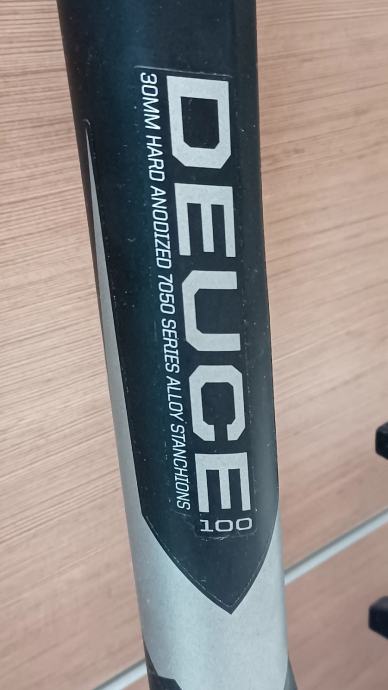 DEUCE
30MM HARD ANODIZED 7050 SERIES ALLOY STANCHIONS
100